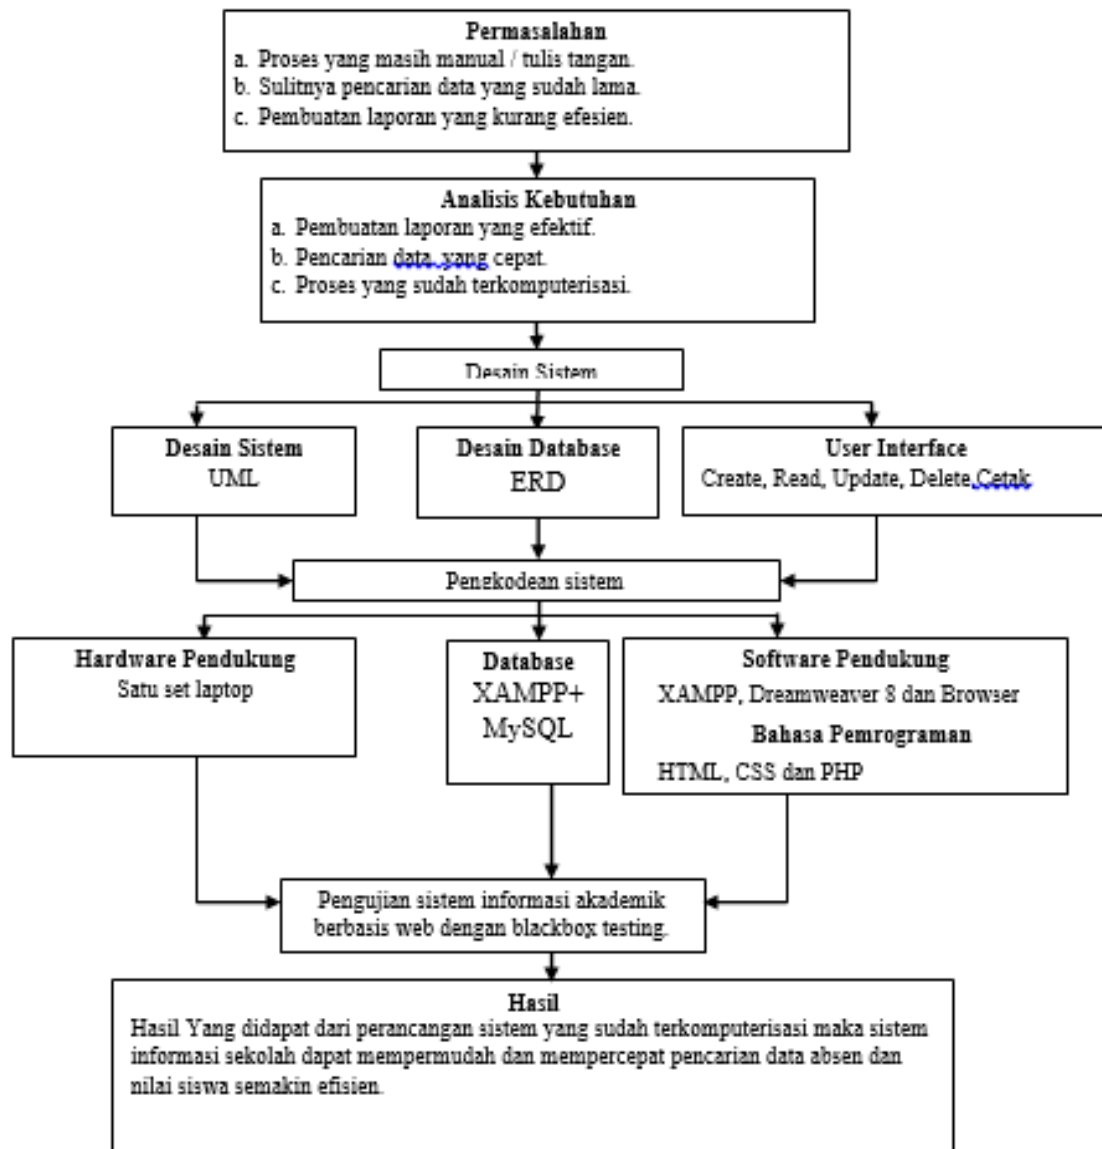 Permasalahan
a. Proses yang masih manual / tulis tangan.
b. Sulitnya pencarian data yang sudah lama.
c. Pembuatan laporan yang kurang efesien.
Analisis Kebutuhan
a. Pembuatan laporan yang efektif.
b. Pencarian data yang cepat.
c. Proses yang sudah terkomputerisasi.
Desain Sistem
Desain Sistem
UML
Desain Database
ERD
User Interface
Create, Read, Update, Delete,Cetak
Pengkodean sistem
Hardware Pendukung
Satu set laptop
Database
XAMPP+
MySQL
Software Pendukung
XAMPP, Dreamweaver 8 dan Browser
Bahasa Pemrograman
HTML, CSS dan PHP
Pengujian sistem informasi akademik
berbasis web dengan blackbox testing.
Hasil
Hasil Yang didapat dari perancangan sistem yang sudah terkomputerisasi maka sistem
informasi sekolah dapat mempermudah dan mempercepat pencarian data absen dan
nilai siswa semakin efisien.